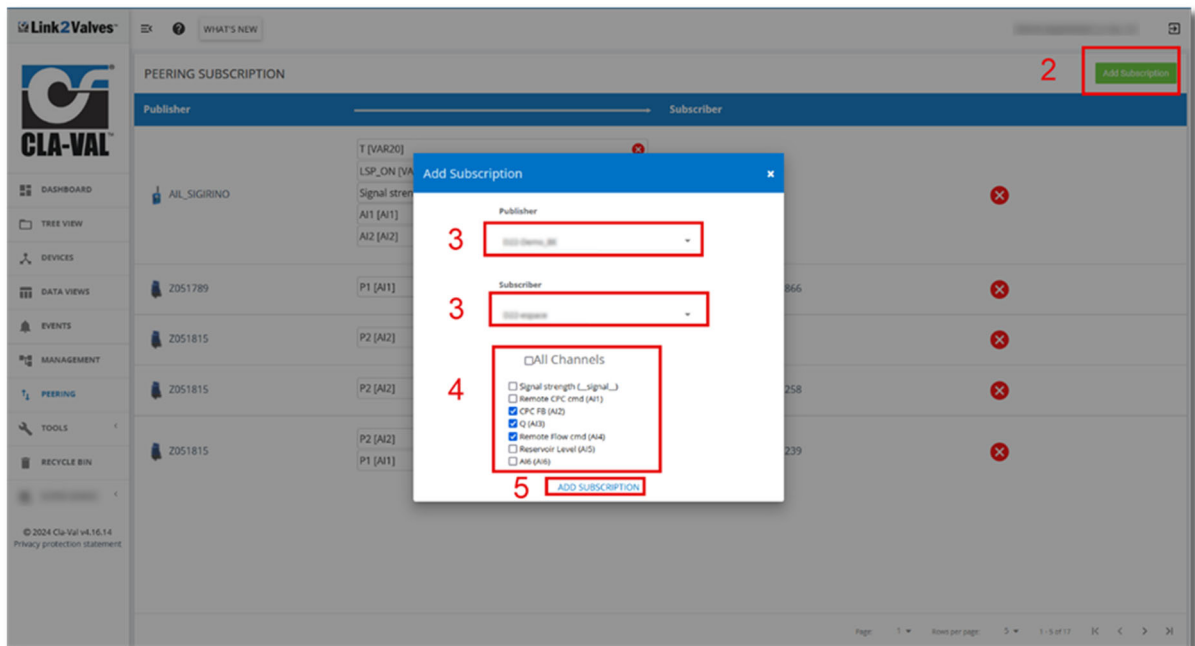 Link2Valves™
WHAT'S NEW
CLA-VAL™
DASHBOARD
TREE VIEW
DEVICES
DATA VIEWS
EVENTS
MANAGEMENT
PEERING
TOOLS
RECYCLE BIN
© 2024 Cla-Val v4.16.14
Privacy protection statement
PEERING SUBSCRIPTION
2
Add Subscription
Publisher Subscriber
AIL_SIGIRINO
T [VAR20]
LSP_ON [VA
Signal stren
AI1 [AI1]
AI2 [AI2]
Z051789 P1 [AI1] 866
Z051815 P2 [AI2]
Z051815 P2 [AI2] 258
Z051815
P2 [AI2]
P1 [AI1]
239
Add Subscription ×
Publisher
3
Subscriber
3
4
All Channels
Signal strength (__signal__)
Remote CPC cmd (AI1)
CPC FB (AI2)
Q (AI3)
Remote Flow cmd (AI4)
Reservoir Level (AI5)
AI6 (AI6)
5 ADD SUBSCRIPTION
Page: 1 Rows per page: 5 1 - 5 of 17